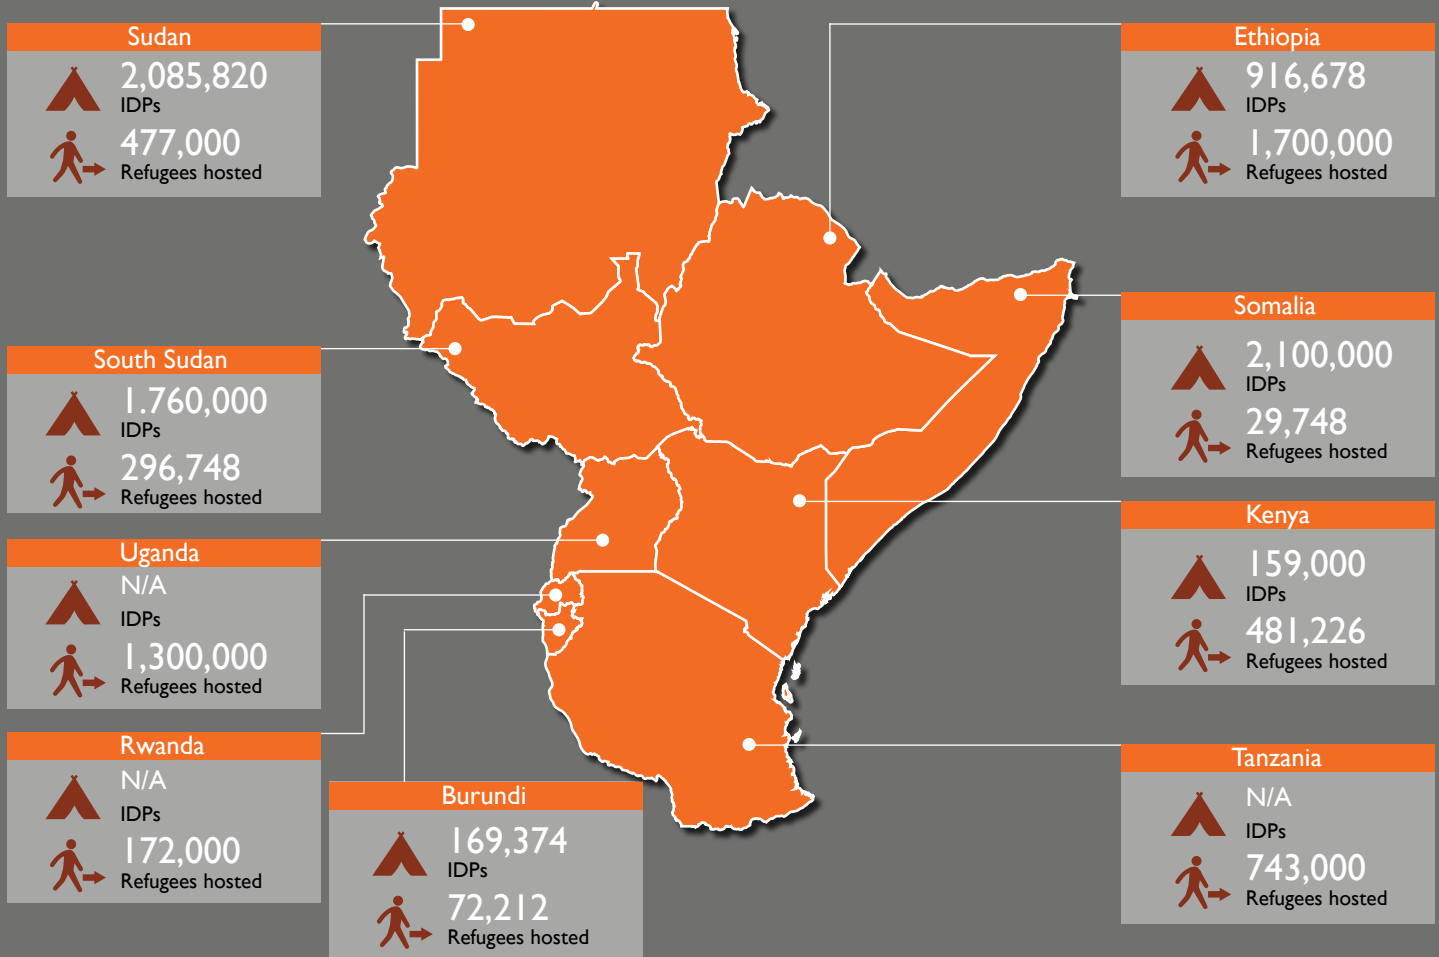 Sudan
2,085,820
IDPs
477,000
Refugees hosted
South Sudan
1.760,000
IDPs
296,748
Refugees hosted
Uganda
N/A
IDPs
1,300,000
Refugees hosted
Rwanda
N/A
IDPs
172,000
Refugees hosted
Burundi
169,374
IDPs
72,212
Refugees hosted
Ethiopia
916,678
IDPs
1,700,000
Refugees hosted
Somalia
2,100,000
IDPs
29,748
Refugees hosted
Kenya
159,000
IDPs
481,226
Refugees hosted
Tanzania
N/A
IDPs
743,000
Refugees hosted